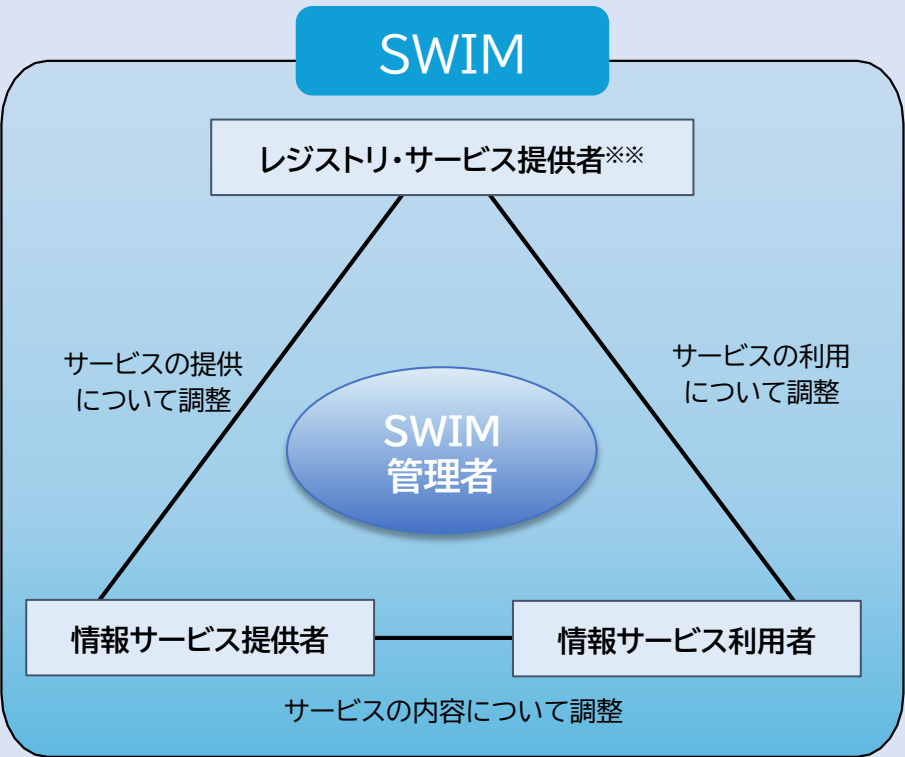 SWIM
レジストリ・サービス提供者※※
サービスの提供
について調整
サービスの利用
について調整
SWIM
管理者
情報サービス提供者
情報サービス利用者
サービスの内容について調整